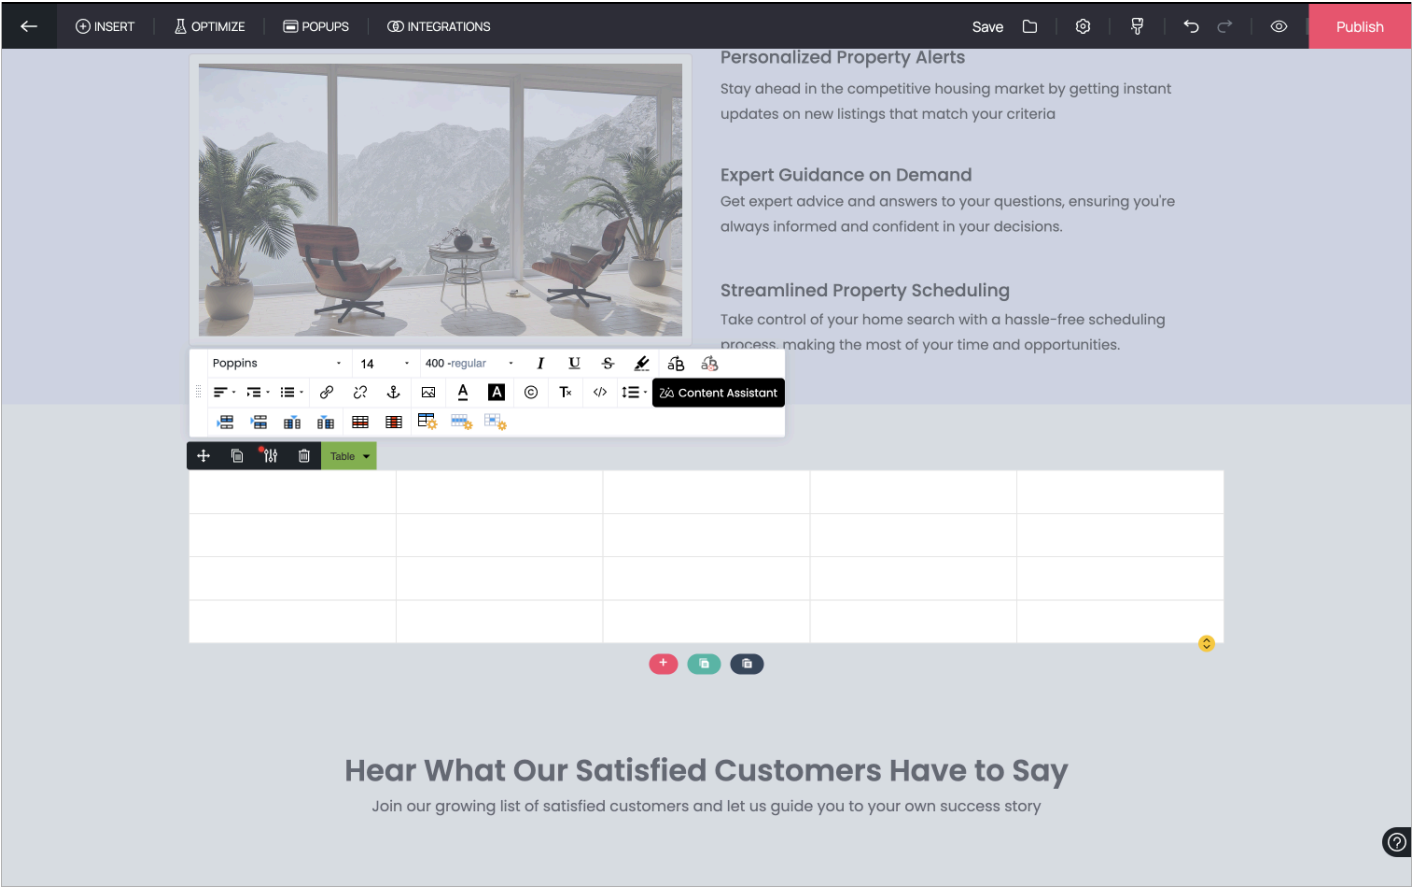 INSERT OPTIMIZE POPUPS INTEGRATIONS Save Publish
Personalized Property Alerts
Stay ahead in the competitive housing market by getting instant
updates on new listings that match your criteria
Expert Guidance on Demand
Get expert advice and answers to your questions, ensuring you're
always informed and confident in your decisions.
Streamlined Property Scheduling
Take control of your home search with a hassle-free scheduling
process, making the most of your time and opportunities.
Poppins 14 400 -regular I U S aB aB
A A © Tx </> Content Assistant
Table
Hear What Our Satisfied Customers Have to Say
Join our growing list of satisfied customers and let us guide you to your own success story